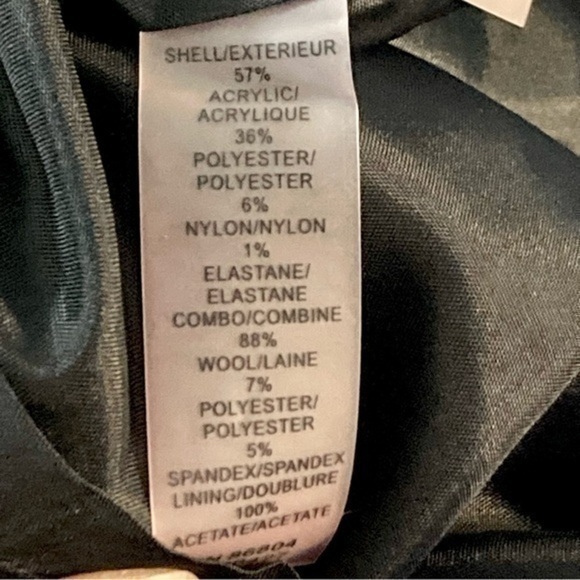 SHELL/EXTERIEUR
57%
ACRYLIC/
ACRYLIQUE
36%
POLYESTER/
POLYESTER
6%
NYLON/NYLON
1%
ELASTANE/
ELASTANE
COMBO/COMBINE
88%
WOOL/LAINE
7%
POLYESTER/
POLYESTER
5%
SPANDEX/SPANDEX
LINING/DOUBLURE
100%
ACETATE/ACETATE
86804